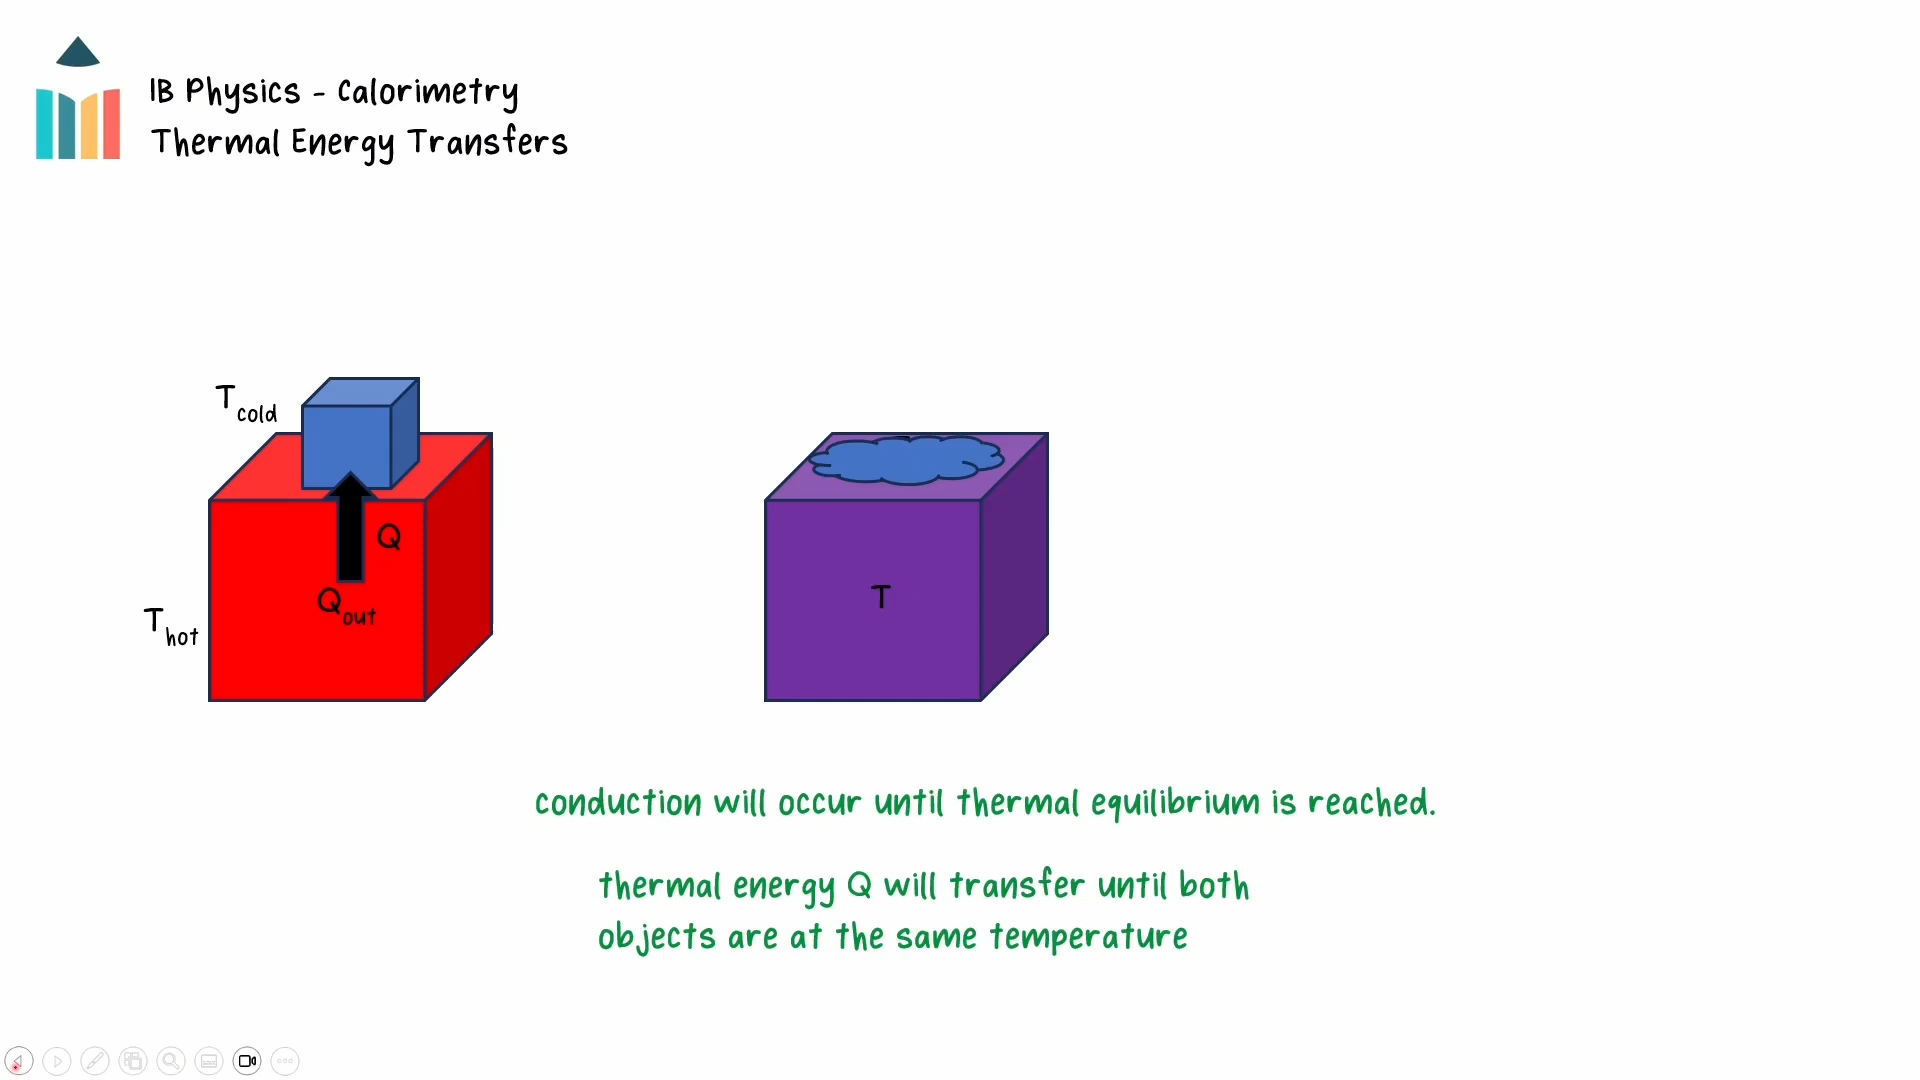 IB Physics - Calorimetry
Thermal Energy Transfers
T cold
Q
Q out
T hot
T
conduction will occur until thermal equilibrium is reached.
thermal energy Q will transfer until both
objects are at the same temperature